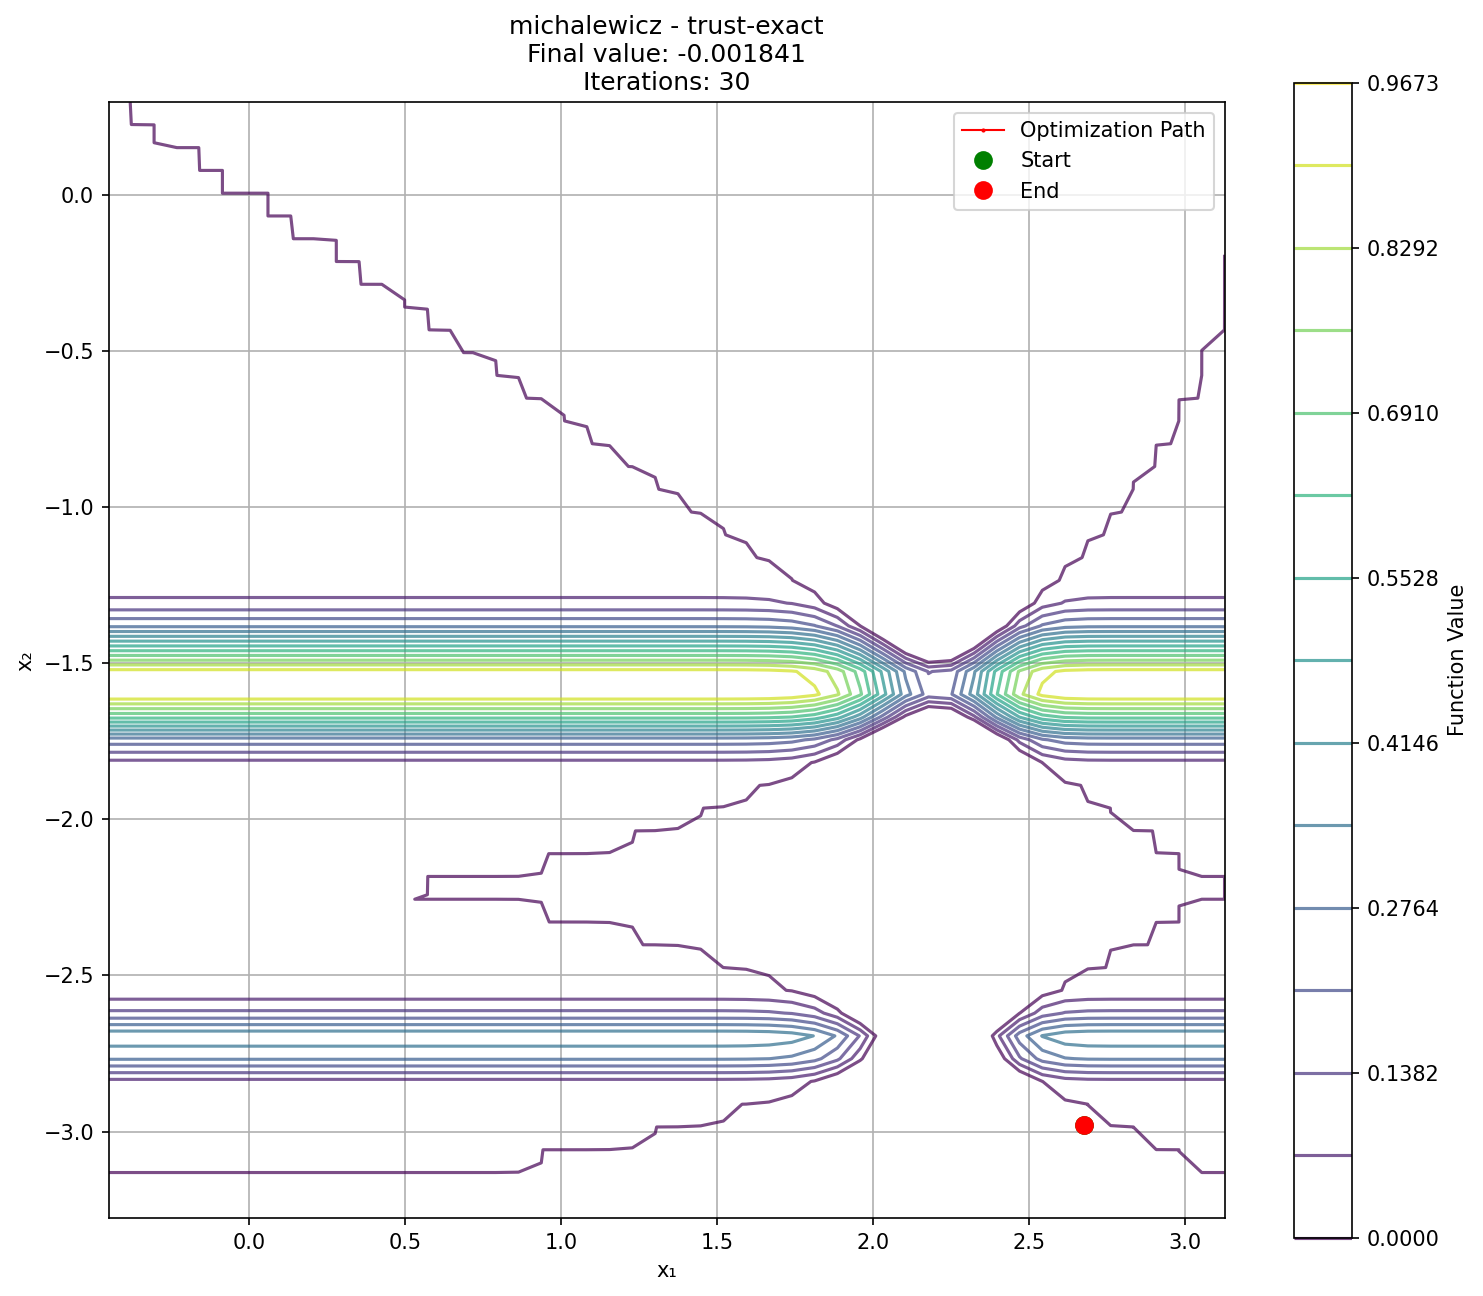 michalewicz - trust-exact
Final value: -0.001841
Iterations: 30
Optimization Path
Start
End
0.0
−0.5
−1.0
−1.5
−2.0
−2.5
−3.0
x₂
0.0
0.5
1.0
1.5
2.0
2.5
3.0
x₁
0.9673
0.8292
0.6910
0.5528
0.4146
0.2764
0.1382
0.0000
Function Value